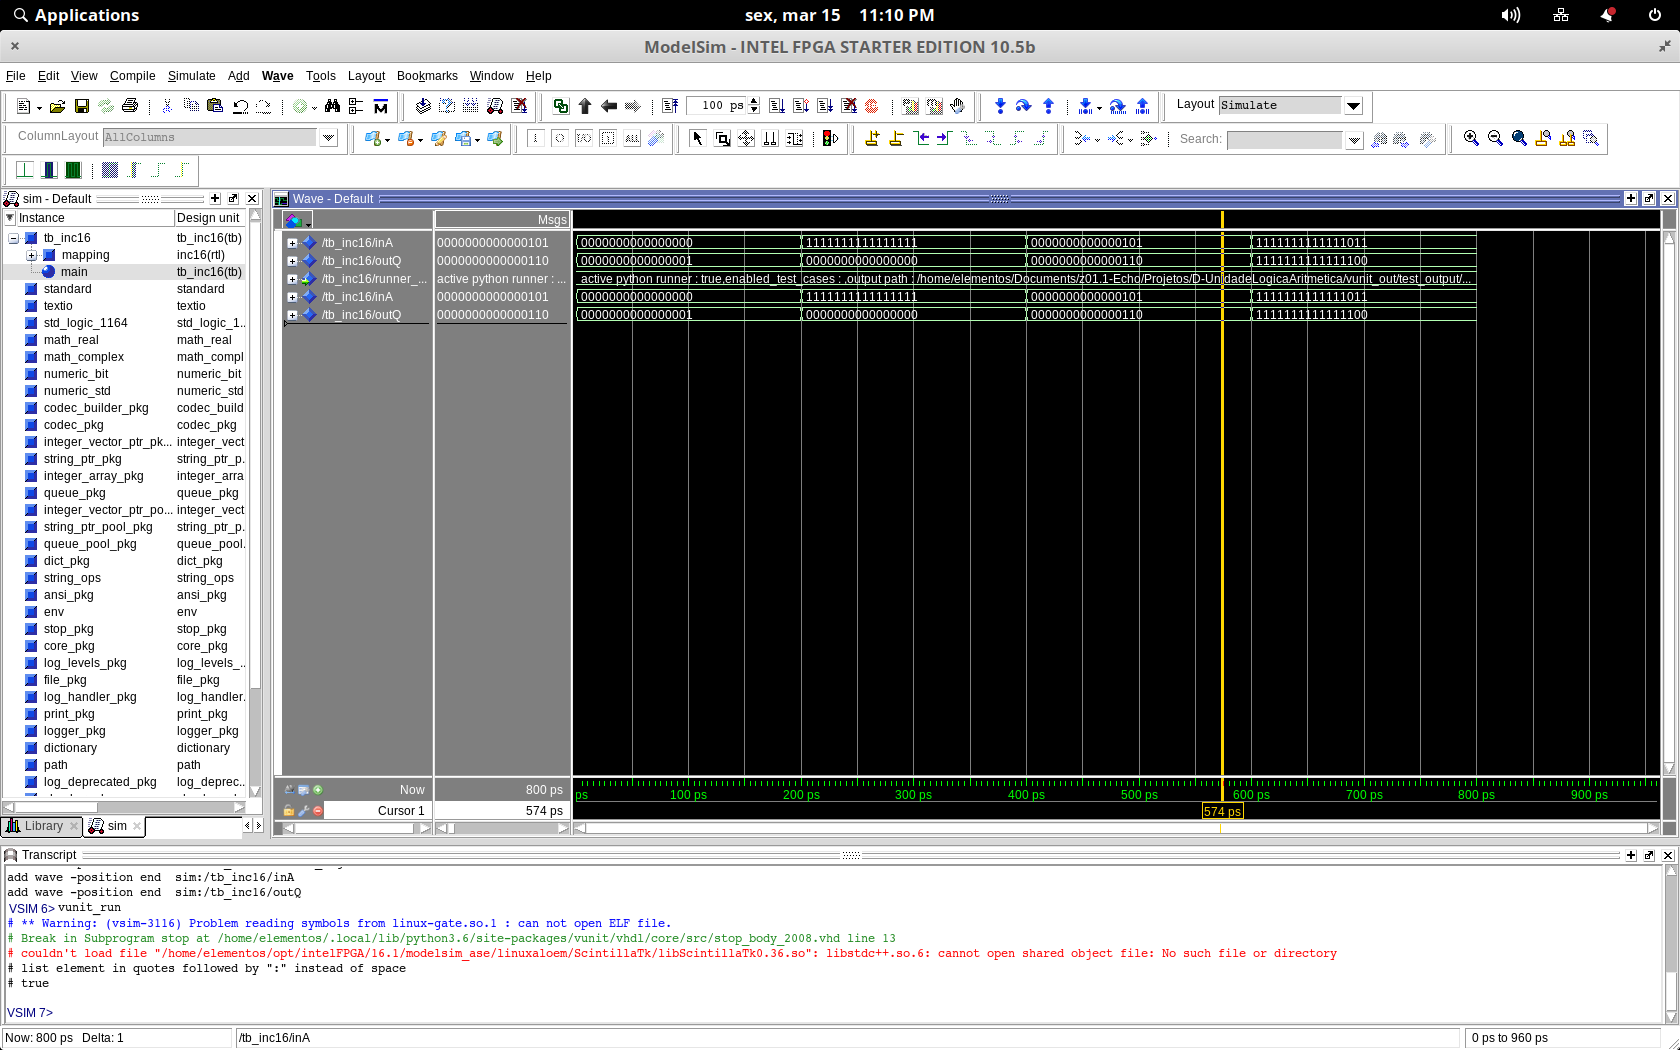 Applications
sex, mar 15    11:10 PM
ModelSim - INTEL FPGA STARTER EDITION 10.5b
File Edit View Compile Simulate Add Wave Tools Layout Bookmarks Window Help
100 ps
Layout Simulate
ColumnLayout AllColumns
Search:
sim - Default
Instance Design unit
tb_inc16 tb_inc16(tb)
mapping inc16(rtl)
main tb_inc16(tb)
standard standard
textio textio
std_logic_1164 std_logic_1..
math_real math_real
math_complex math_compl
numeric_bit numeric_bit
numeric_std numeric_std
codec_builder_pkg codec_build
codec_pkg codec_pkg
integer_vector_ptr_pk... integer_vect
string_ptr_pkg string_ptr_p.
integer_array_pkg integer_arra
queue_pkg queue_pkg
integer_vector_ptr_po... integer_vect
string_ptr_pool_pkg string_ptr_p.
queue_pool_pkg queue_pool.
dict_pkg dict_pkg
string_ops string_ops
ansi_pkg ansi_pkg
env env
stop_pkg stop_pkg
core_pkg core_pkg
log_levels_pkg log_levels_..
file_pkg file_pkg
log_handler_pkg log_handler.
print_pkg print_pkg
logger_pkg logger_pkg
dictionary dictionary
path path
log_deprecated_pkg log_deprec..
Library sim
Wave - Default
Msgs
/tb_inc16/inA 0000000000000101 0000000000000000 1111111111111111 0000000000000101 1111111111111011
/tb_inc16/outQ 0000000000000110 0000000000000001 0000000000000000 0000000000000110 1111111111111100
/tb_inc16/runner_... active python runner : ... active python runner : true,enabled_test_cases : ,output path : /home/elementos/Documents/z01.1-Echo/Projetos/D-UnidadeLogicaAritmetica/vunit_out/test_output/...
/tb_inc16/inA 0000000000000101 0000000000000000 1111111111111111 0000000000000101 1111111111111011
/tb_inc16/outQ 0000000000000110 0000000000000001 0000000000000000 0000000000000110 1111111111111100
Now 800 ps ps 100 ps 200 ps 300 ps 400 ps 500 ps 600 ps 700 ps 800 ps 900 ps
Cursor 1 574 ps 574 ps
Transcript
add wave -position end  sim:/tb_inc16/inA
add wave -position end  sim:/tb_inc16/outQ
VSIM 6> vunit_run
# ** Warning: (vsim-3116) Problem reading symbols from linux-gate.so.1 : can not open ELF file.
# Break in Subprogram stop at /home/elementos/.local/lib/python3.6/site-packages/vunit/vhdl/core/src/stop_body_2008.vhd line 13
# couldn't load file "/home/elementos/opt/intelFPGA/16.1/modelsim_ase/linuxaloem/ScintillaTk/libScintillaTk0.36.so": libstdc++.so.6: cannot open shared object file: No such file or directory
# list element in quotes followed by ":" instead of space
# true
VSIM 7>
Now: 800 ps  Delta: 1 /tb_inc16/inA 0 ps to 960 ps